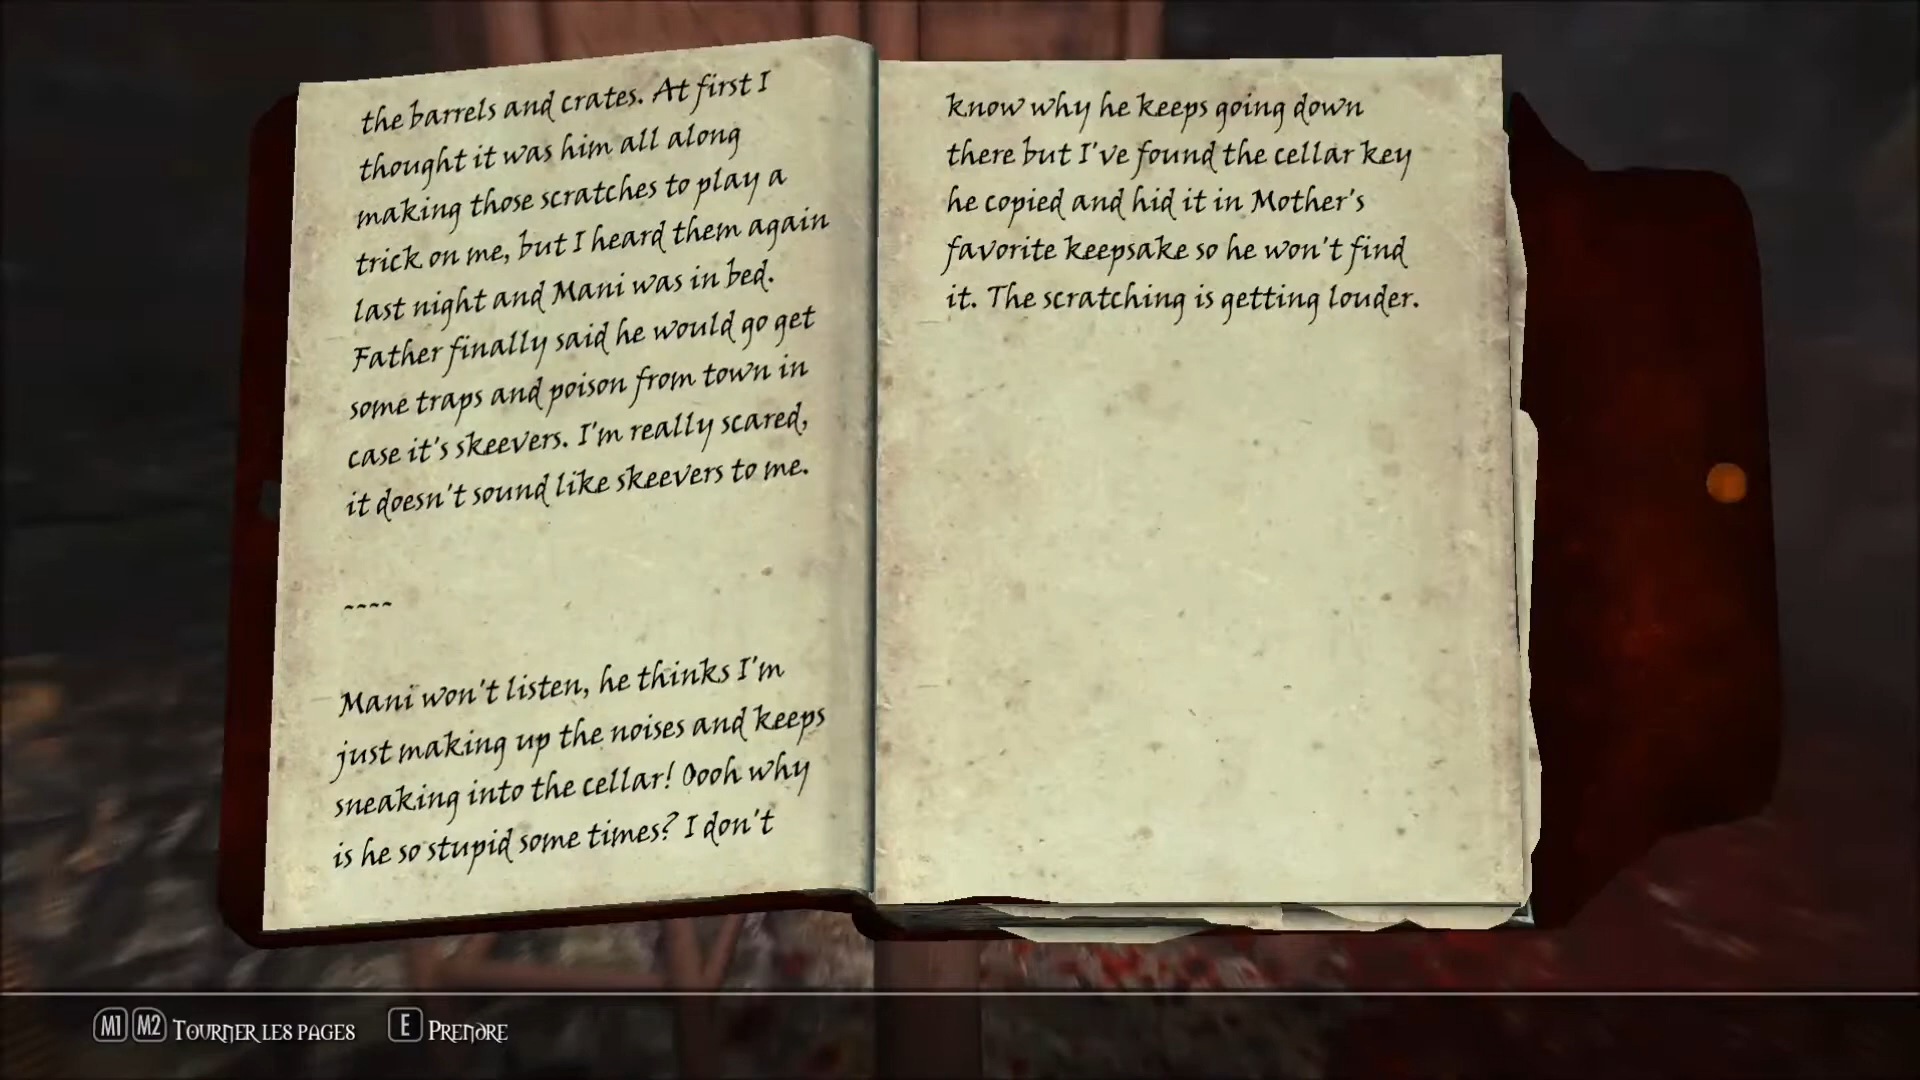 the barrels and crates. At first I
thought it was him all along
making those scratches to play a
trick on me, but I heard them again
last night and Mani was in bed.
Father finally said he would go get
some traps and poison from town in
case it's skeevers. I'm really scared,
it doesn't sound like skeevers to me.
~~~~
Mani won't listen, he thinks I'm
just making up the noises and keeps
sneaking into the cellar! Oooh why
is he so stupid some times? I don't
know why he keeps going down
there but I've found the cellar key
he copied and hid it in Mother's
favorite keepsake so he won't find
it. The scratching is getting louder.
M1 M2 TOURNER LES PAGES E PRENDRE